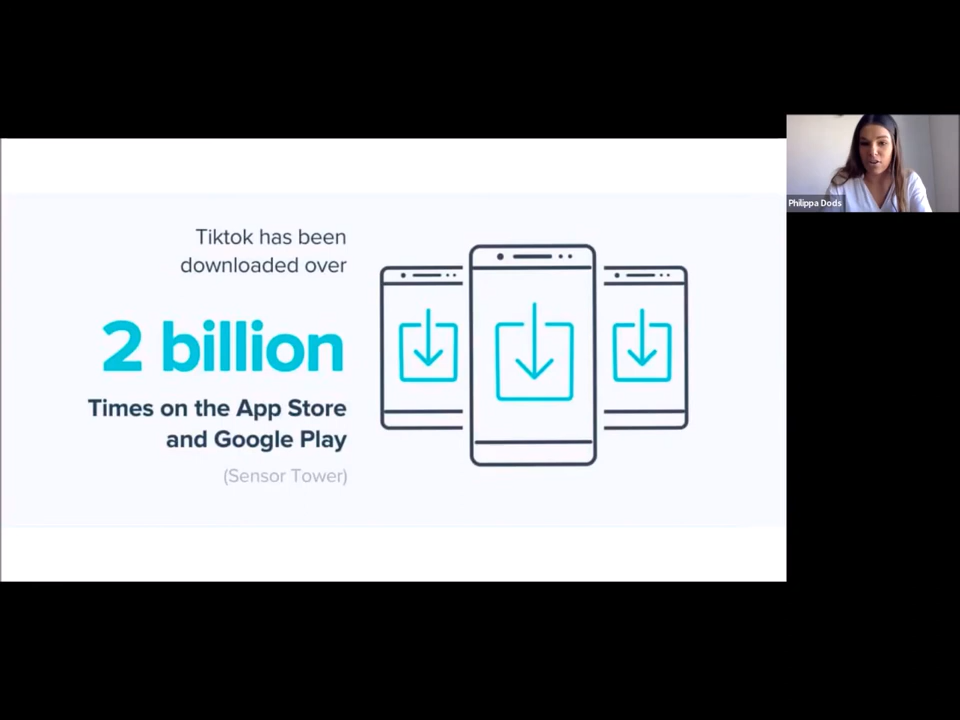 Tiktok has been
downloaded over
2 billion
Times on the App Store
and Google Play
(Sensor Tower)
Philippa Dods